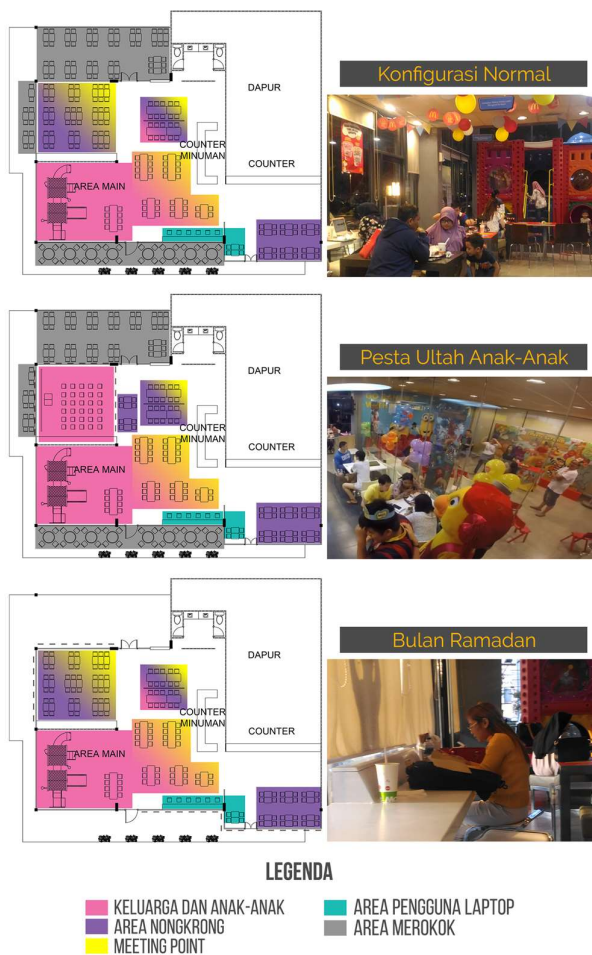 Konfigurasi Normal
DAPUR
COUNTER
MINUMAN
COUNTER
AREA MAIN
Pesta Ultah Anak-Anak
DAPUR
COUNTER
MINUMAN
COUNTER
AREA MAIN
Bulan Ramadan
DAPUR
COUNTER
MINUMAN
COUNTER
AREA MAIN
LEGENDA
KELUARGA DAN ANAK-ANAK
AREA NONGKRONG
MEETING POINT
AREA PENGGUNA LAPTOP
AREA MEROKOK